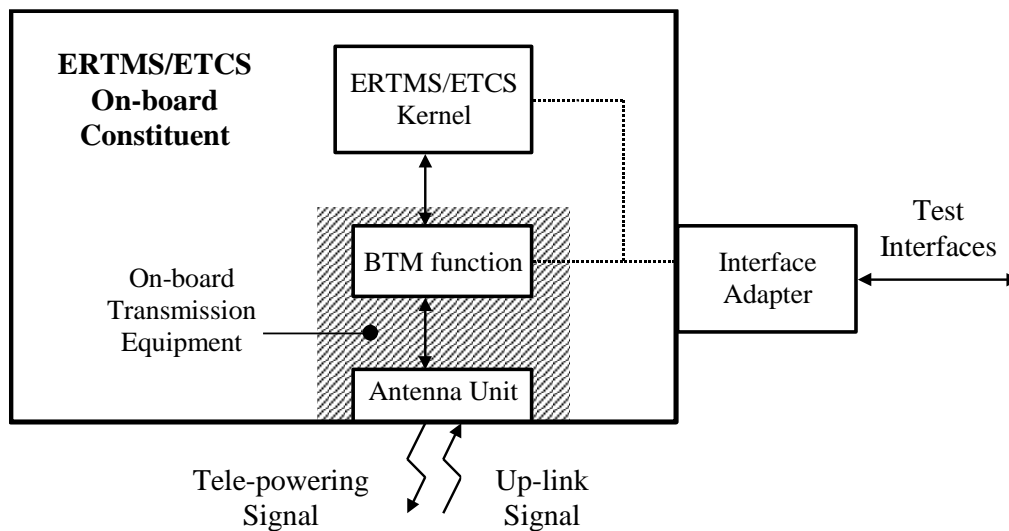 ERTMS/ETCS
On-board
Constituent
ERTMS/ETCS
Kernel
BTM function
On-board
Transmission
Equipment
Antenna Unit
Interface
Adapter
Test
Interfaces
Tele-powering
Signal
Up-link
Signal